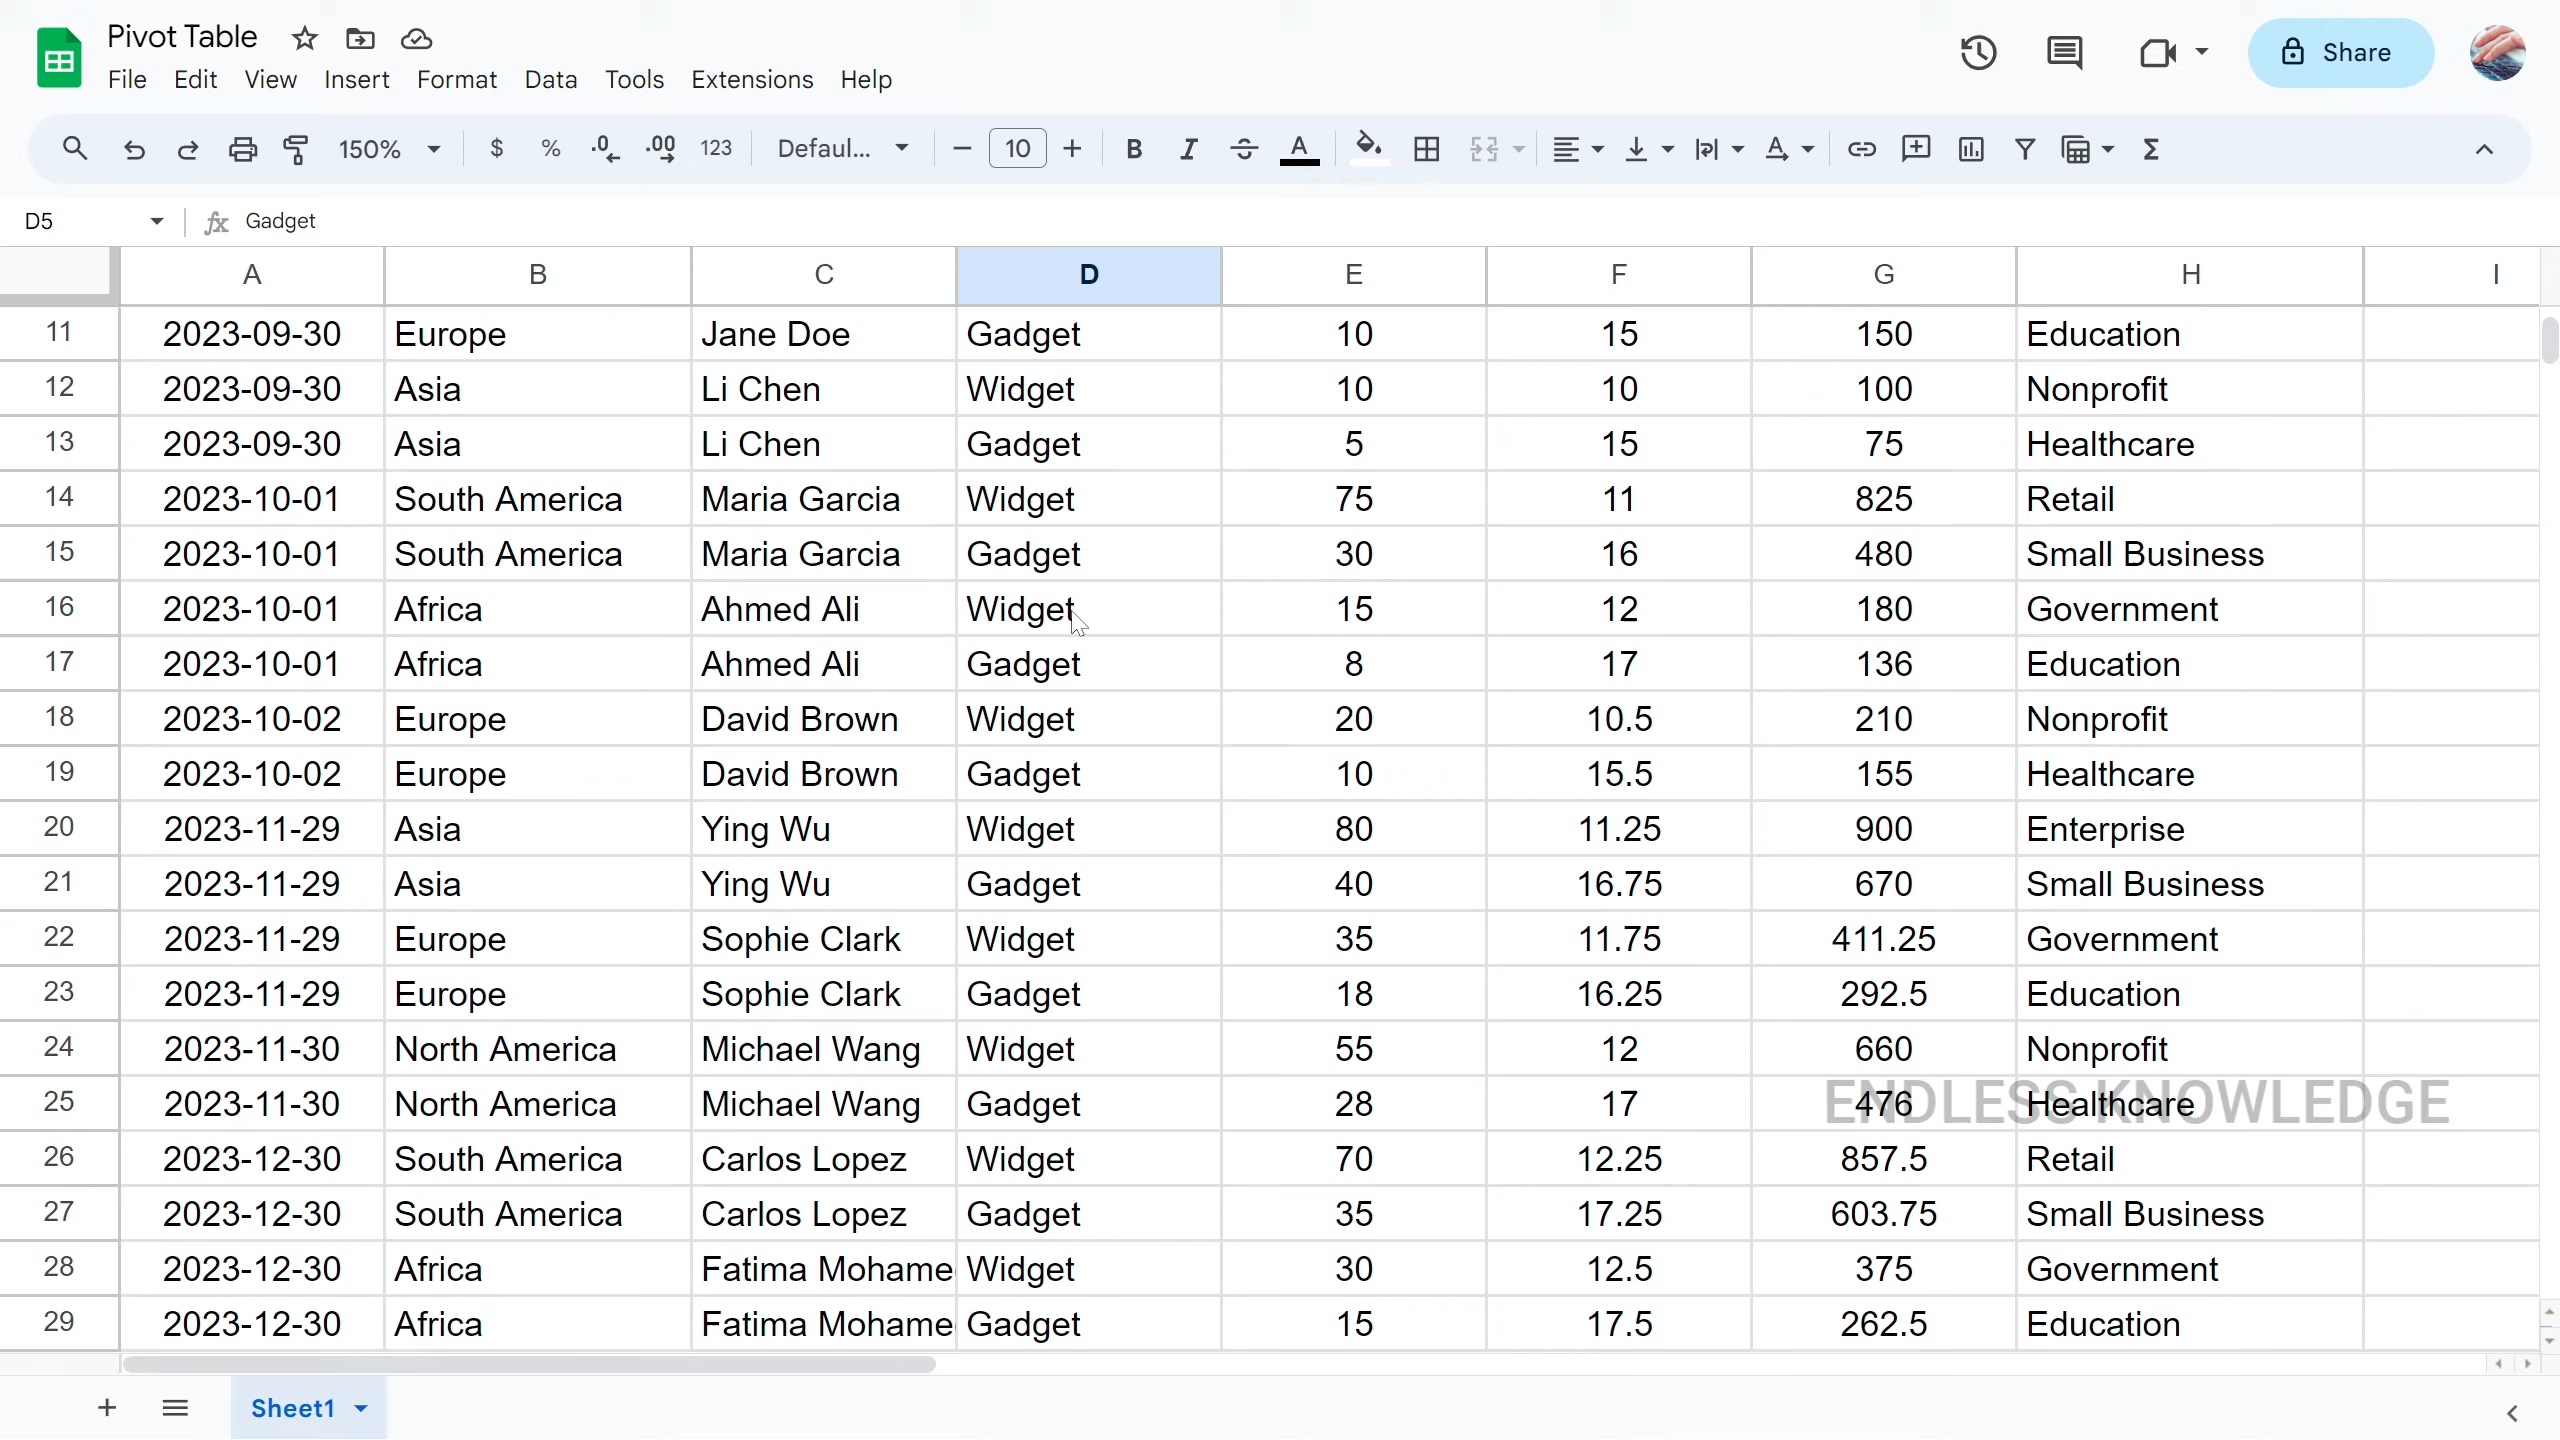 Pivot Table
File Edit View Insert Format Data Tools Extensions Help
Share
150% $ % .0 .00 123 Defaul... 10 B I A A Σ
D5 fx Gadget
A B C D E F G H I
11 2023-09-30 Europe Jane Doe Gadget 10 15 150 Education
12 2023-09-30 Asia Li Chen Widget 10 10 100 Nonprofit
13 2023-09-30 Asia Li Chen Gadget 5 15 75 Healthcare
14 2023-10-01 South America Maria Garcia Widget 75 11 825 Retail
15 2023-10-01 South America Maria Garcia Gadget 30 16 480 Small Business
16 2023-10-01 Africa Ahmed Ali Widget 15 12 180 Government
17 2023-10-01 Africa Ahmed Ali Gadget 8 17 136 Education
18 2023-10-02 Europe David Brown Widget 20 10.5 210 Nonprofit
19 2023-10-02 Europe David Brown Gadget 10 15.5 155 Healthcare
20 2023-11-29 Asia Ying Wu Widget 80 11.25 900 Enterprise
21 2023-11-29 Asia Ying Wu Gadget 40 16.75 670 Small Business
22 2023-11-29 Europe Sophie Clark Widget 35 11.75 411.25 Government
23 2023-11-29 Europe Sophie Clark Gadget 18 16.25 292.5 Education
24 2023-11-30 North America Michael Wang Widget 55 12 660 Nonprofit
25 2023-11-30 North America Michael Wang Gadget 28 17 476 Healthcare
ENDLESS KNOWLEDGE
26 2023-12-30 South America Carlos Lopez Widget 70 12.25 857.5 Retail
27 2023-12-30 South America Carlos Lopez Gadget 35 17.25 603.75 Small Business
28 2023-12-30 Africa Fatima Mohame Widget 30 12.5 375 Government
29 2023-12-30 Africa Fatima Mohame Gadget 15 17.5 262.5 Education
Sheet1